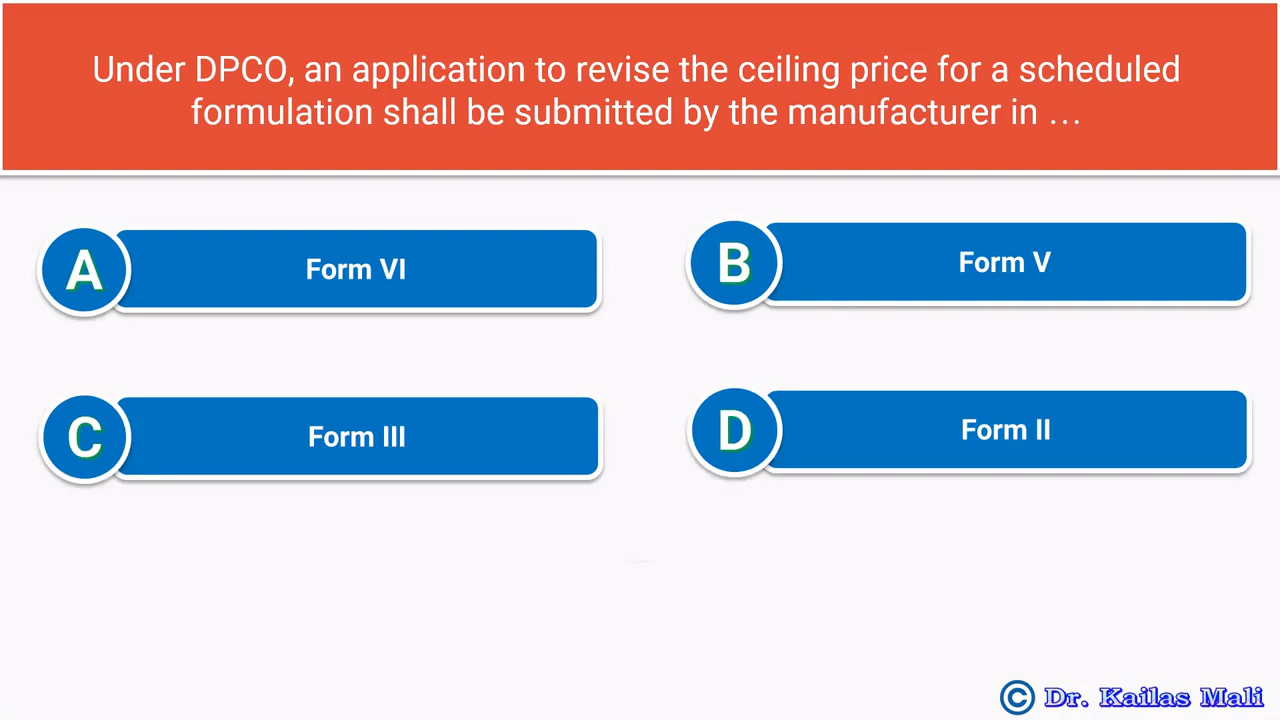 Under DPCO, an application to revise the ceiling price for a scheduled
formulation shall be submitted by the manufacturer in …
A
Form VI
B
Form V
C
Form III
D
Form II
© Dr. Kailas Mali